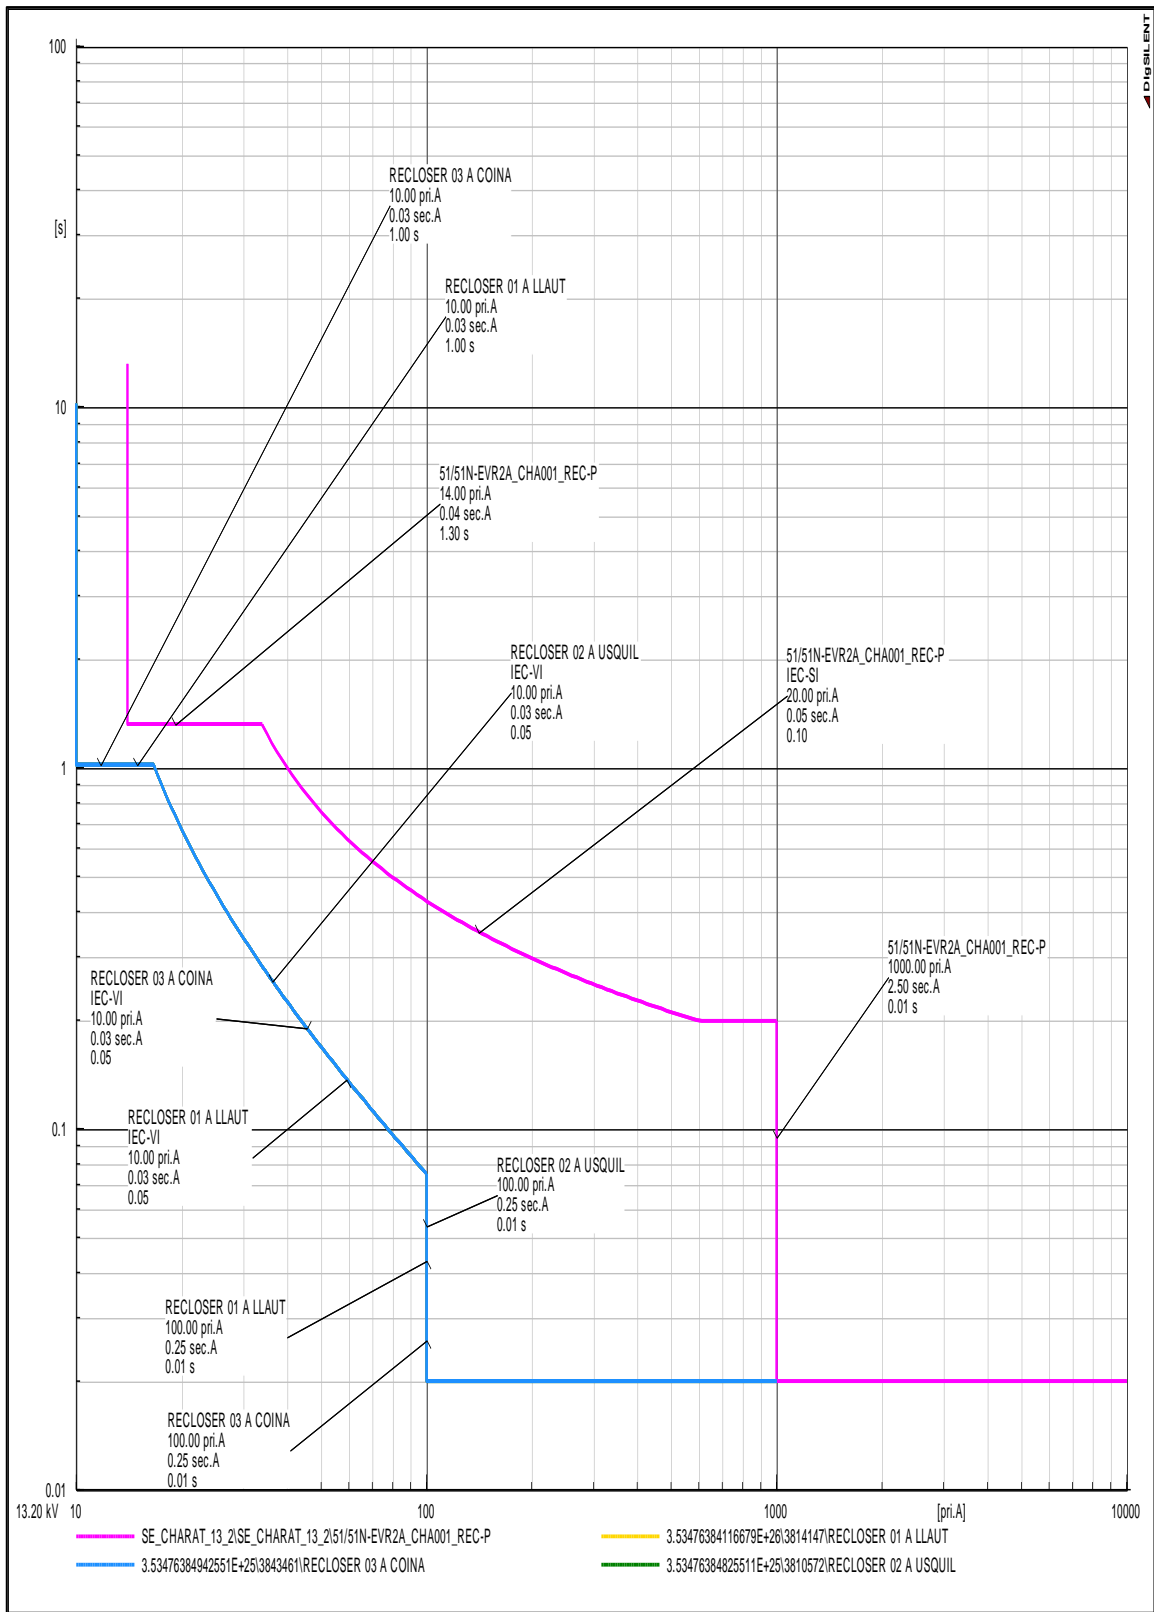 DIgSILENT
100
[s]
10
1
0.1
0.01
RECLOSER 03 A COINA
10.00 pri.A
0.03 sec.A
1.00 s
RECLOSER 01 A LLAUT
10.00 pri.A
0.03 sec.A
1.00 s
51/51N-EVR2A_CHA001_REC-P
14.00 pri.A
0.04 sec.A
1.30 s
RECLOSER 02 A USQUIL
IEC-VI
10.00 pri.A
0.03 sec.A
0.05
51/51N-EVR2A_CHA001_REC-P
IEC-SI
20.00 pri.A
0.05 sec.A
0.10
51/51N-EVR2A_CHA001_REC-P
1000.00 pri.A
2.50 sec.A
0.01 s
RECLOSER 03 A COINA
IEC-VI
10.00 pri.A
0.03 sec.A
0.05
RECLOSER 01 A LLAUT
IEC-VI
10.00 pri.A
0.03 sec.A
0.05
RECLOSER 02 A USQUIL
100.00 pri.A
0.25 sec.A
0.01 s
RECLOSER 01 A LLAUT
100.00 pri.A
0.25 sec.A
0.01 s
RECLOSER 03 A COINA
100.00 pri.A
0.25 sec.A
0.01 s
13.20 kV 10 100 1000 [pri.A] 10000
SE_CHARAT_13_2\SE_CHARAT_13_2\51/51N-EVR2A_CHA001_REC-P
3.53476384116679E+26\3814147\RECLOSER 01 A LLAUT
3.53476384942551E+25\3843461\RECLOSER 03 A COINA
3.53476384825511E+25\3810572\RECLOSER 02 A USQUIL